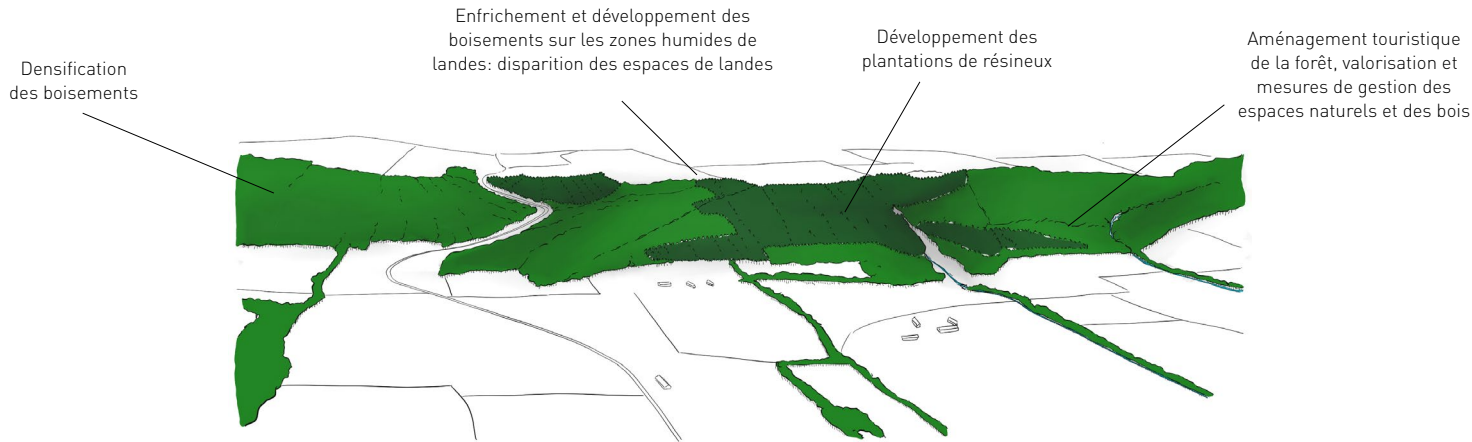 Densification
des boisements
Enfrichement et développement des
boisements sur les zones humides de
landes: disparition des espaces de landes
Développement des
plantations de résineux
Aménagement touristique
de la forêt, valorisation et
mesures de gestion des
espaces naturels et des bois